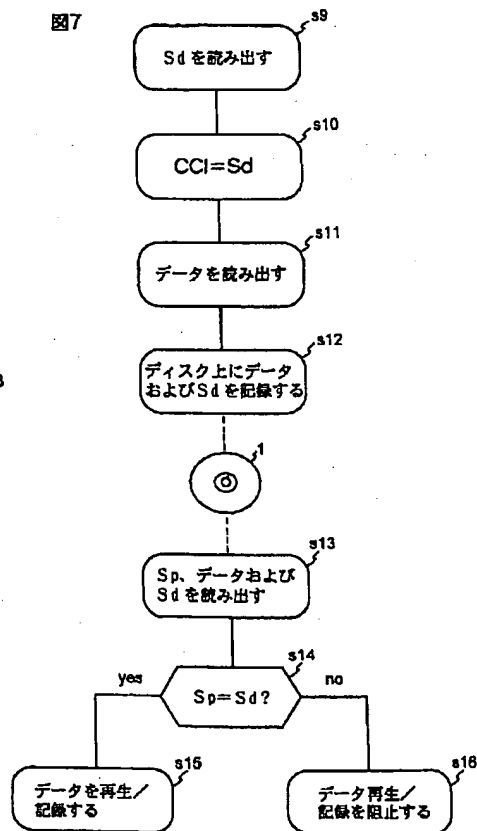 図7
s9
Sdを読み出す
s10
CCI=Sd
s11
データを読み出す
s12
ディスク上にデータ
およびSdを記録する
1
s13
Sp、データおよび
Sdを読み出す
s14
yes
Sp=Sd?
no
s15
データを再生/
記録する
s16
データ再生/
記録を阻止する